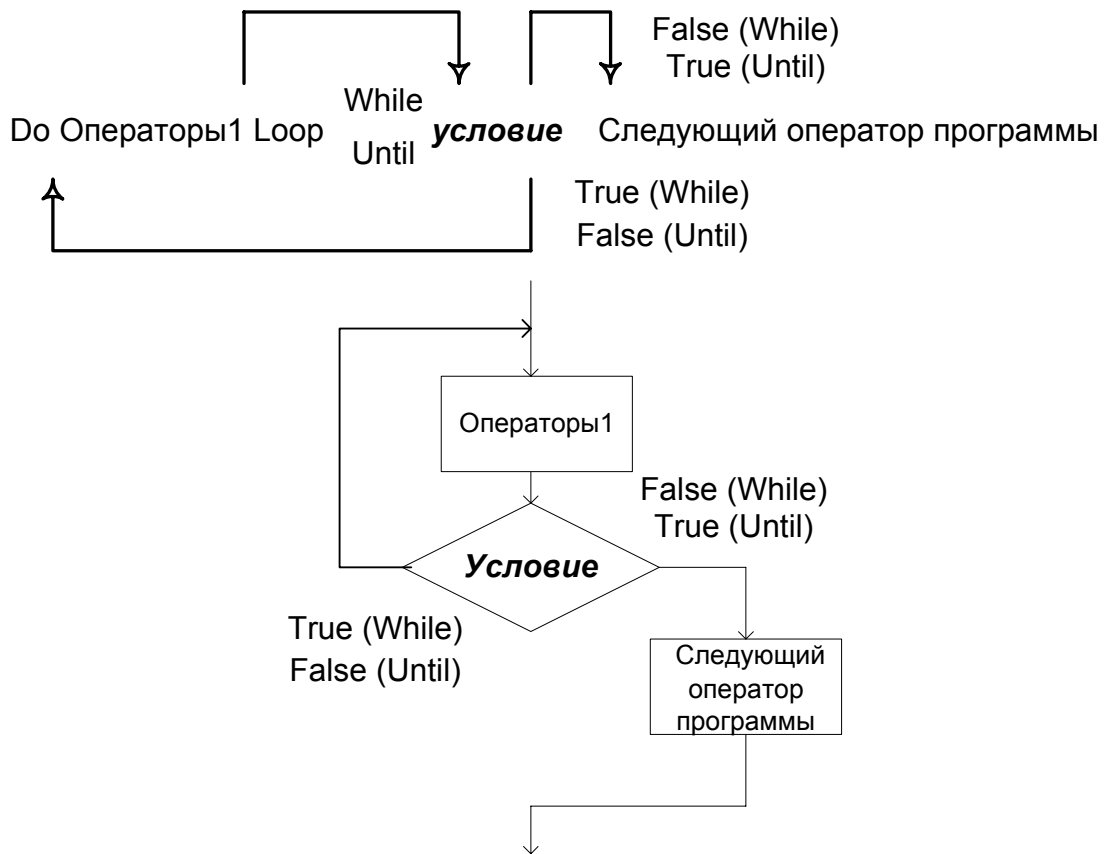 False (While)
True (Until)
While
Do Операторы1 Loop условие Следующий оператор программы
Until
True (While)
False (Until)
Операторы1
False (While)
True (Until)
Условие
True (While)
False (Until)
Следующий
оператор
программы